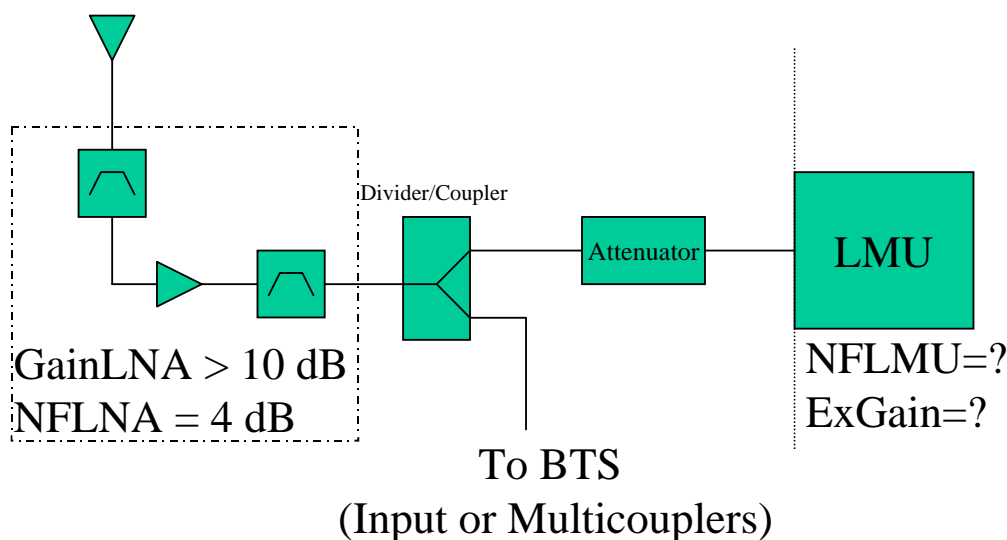 Divider/Coupler
Attenuator
LMU
GainLNA > 10 dB
NFLNA = 4 dB
NFLMU=?
ExGain=?
To BTS
(Input or Multicouplers)